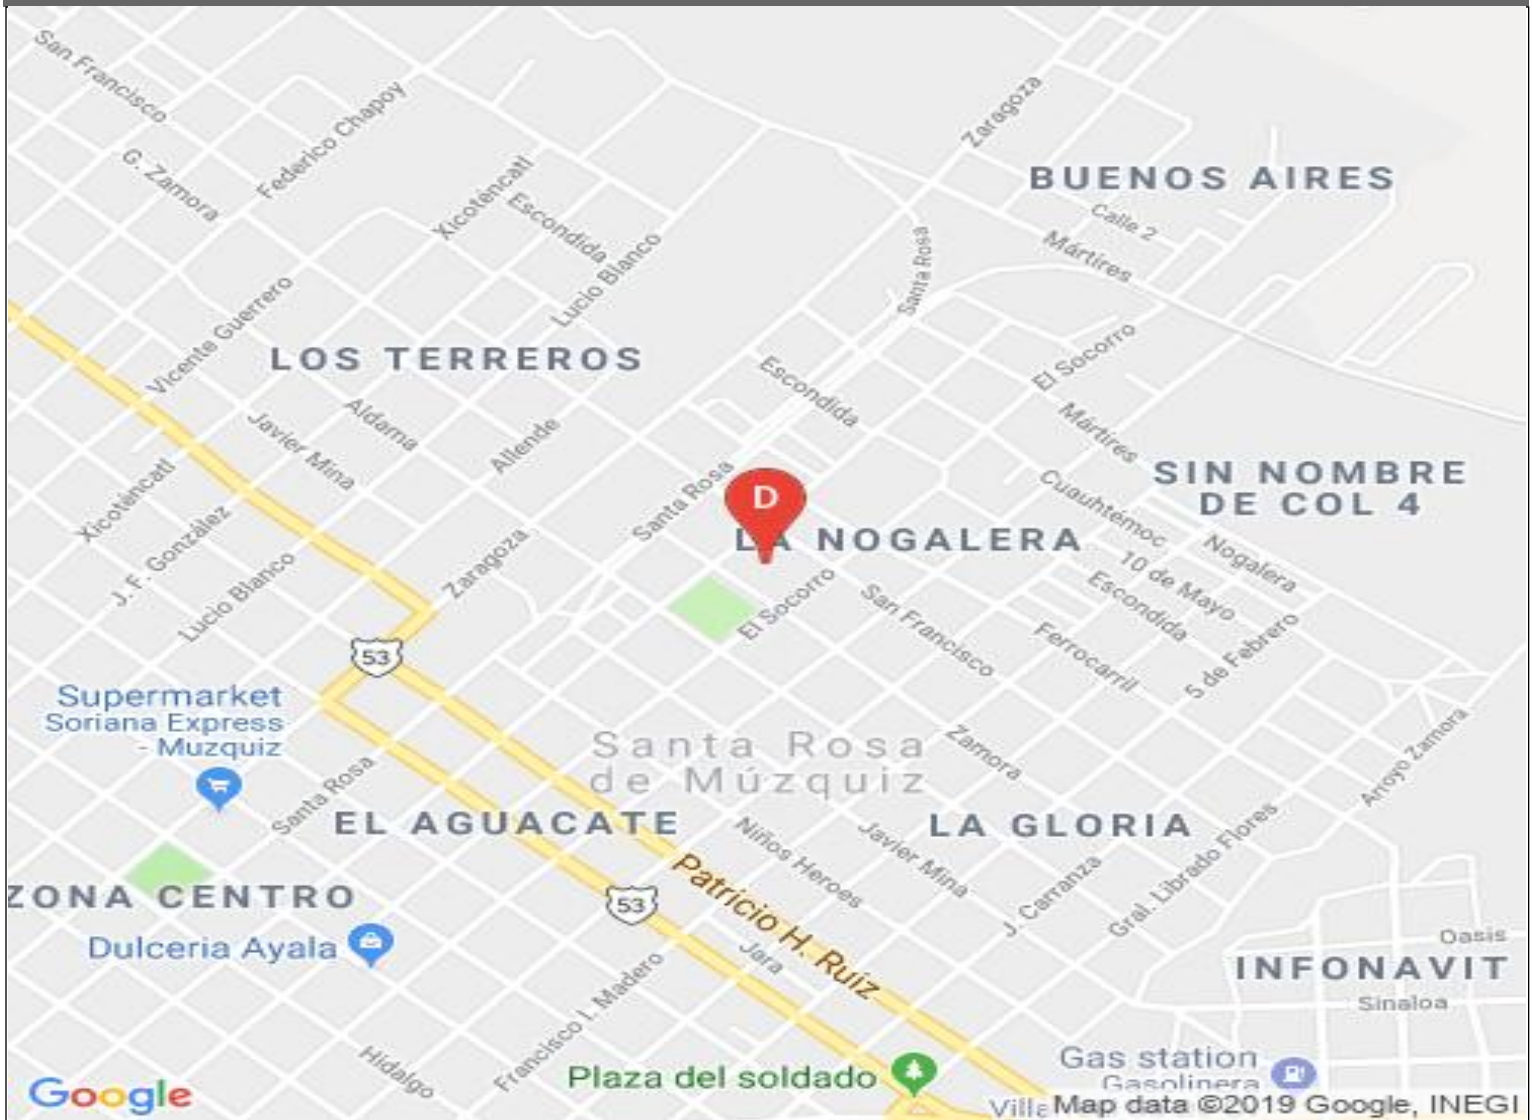 San Francisco
G. Zamora
Federico Chapoy
Xicoténcatl
Escondida
Lucio Blanco
Zaragoza
BUENOS AIRES
Calle 2
Mártires
Santa Rosa
Vicente Guerrero
LOS TERREROS
Javier Mina
Aldama
Allende
Escondida
El Socorro
Mártires
SIN NOMBRE
DE COL 4
Xicoténcatl
J. F. González
Lucio Blanco
Zaragoza
Santa Rosa
D
LA NOGALERA
Cuauhtémoc
Nogalera
10 de Mayo
Escondida
El Socorro
San Francisco
Ferrocarril
5 de Febrero
53
Supermarket
Soriana Express
- Muzquiz
Santa Rosa
Santa Rosa
de Múzquiz
Zamora
Arroyo Zamora
EL AGUACATE
LA GLORIA
Niños Heroes
Javier Mina
J. Carranza
Gral. Librado Flores
ZONA CENTRO
53
Patricio H. Ruíz
Dulceria Ayala
Jara
Francisco I. Madero
Oasis
INFONAVIT
Sinaloa
Hidalgo
Plaza del soldado
Gas station
Gasolinera
Villa
Google
Map data ©2019 Google, INEGI